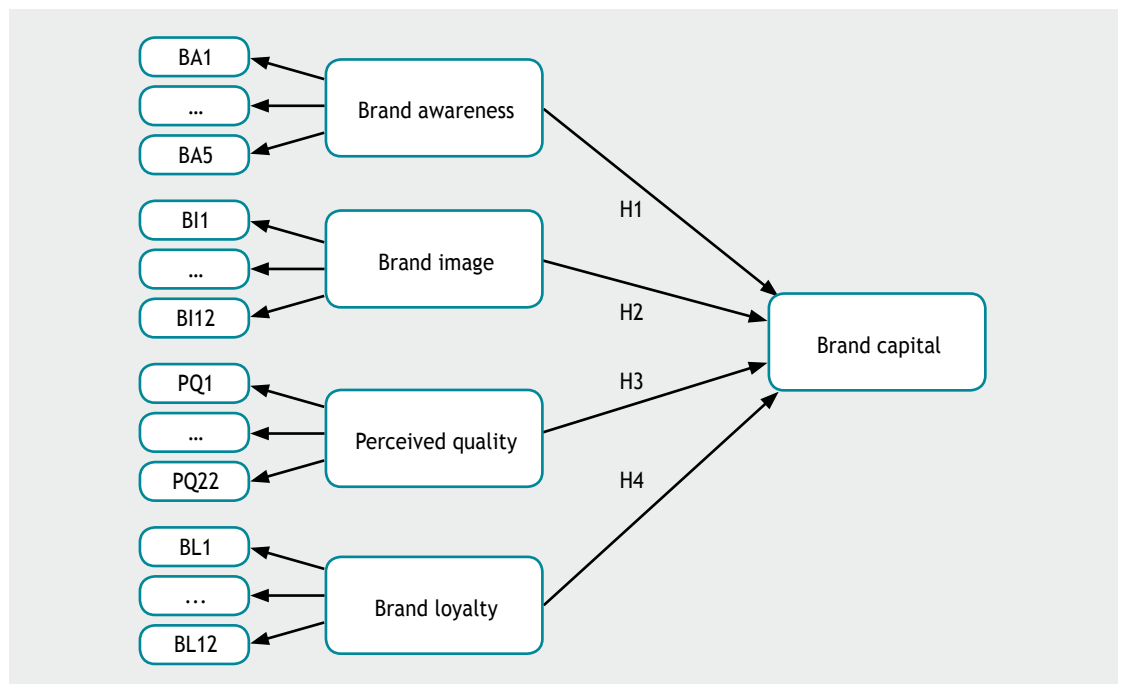 BA1
...
BA5
Brand awareness
BI1
...
BI12
Brand image
PQ1
...
PQ22
Perceived quality
BL1
...
BL12
Brand loyalty
H1
H2
H3
H4
Brand capital